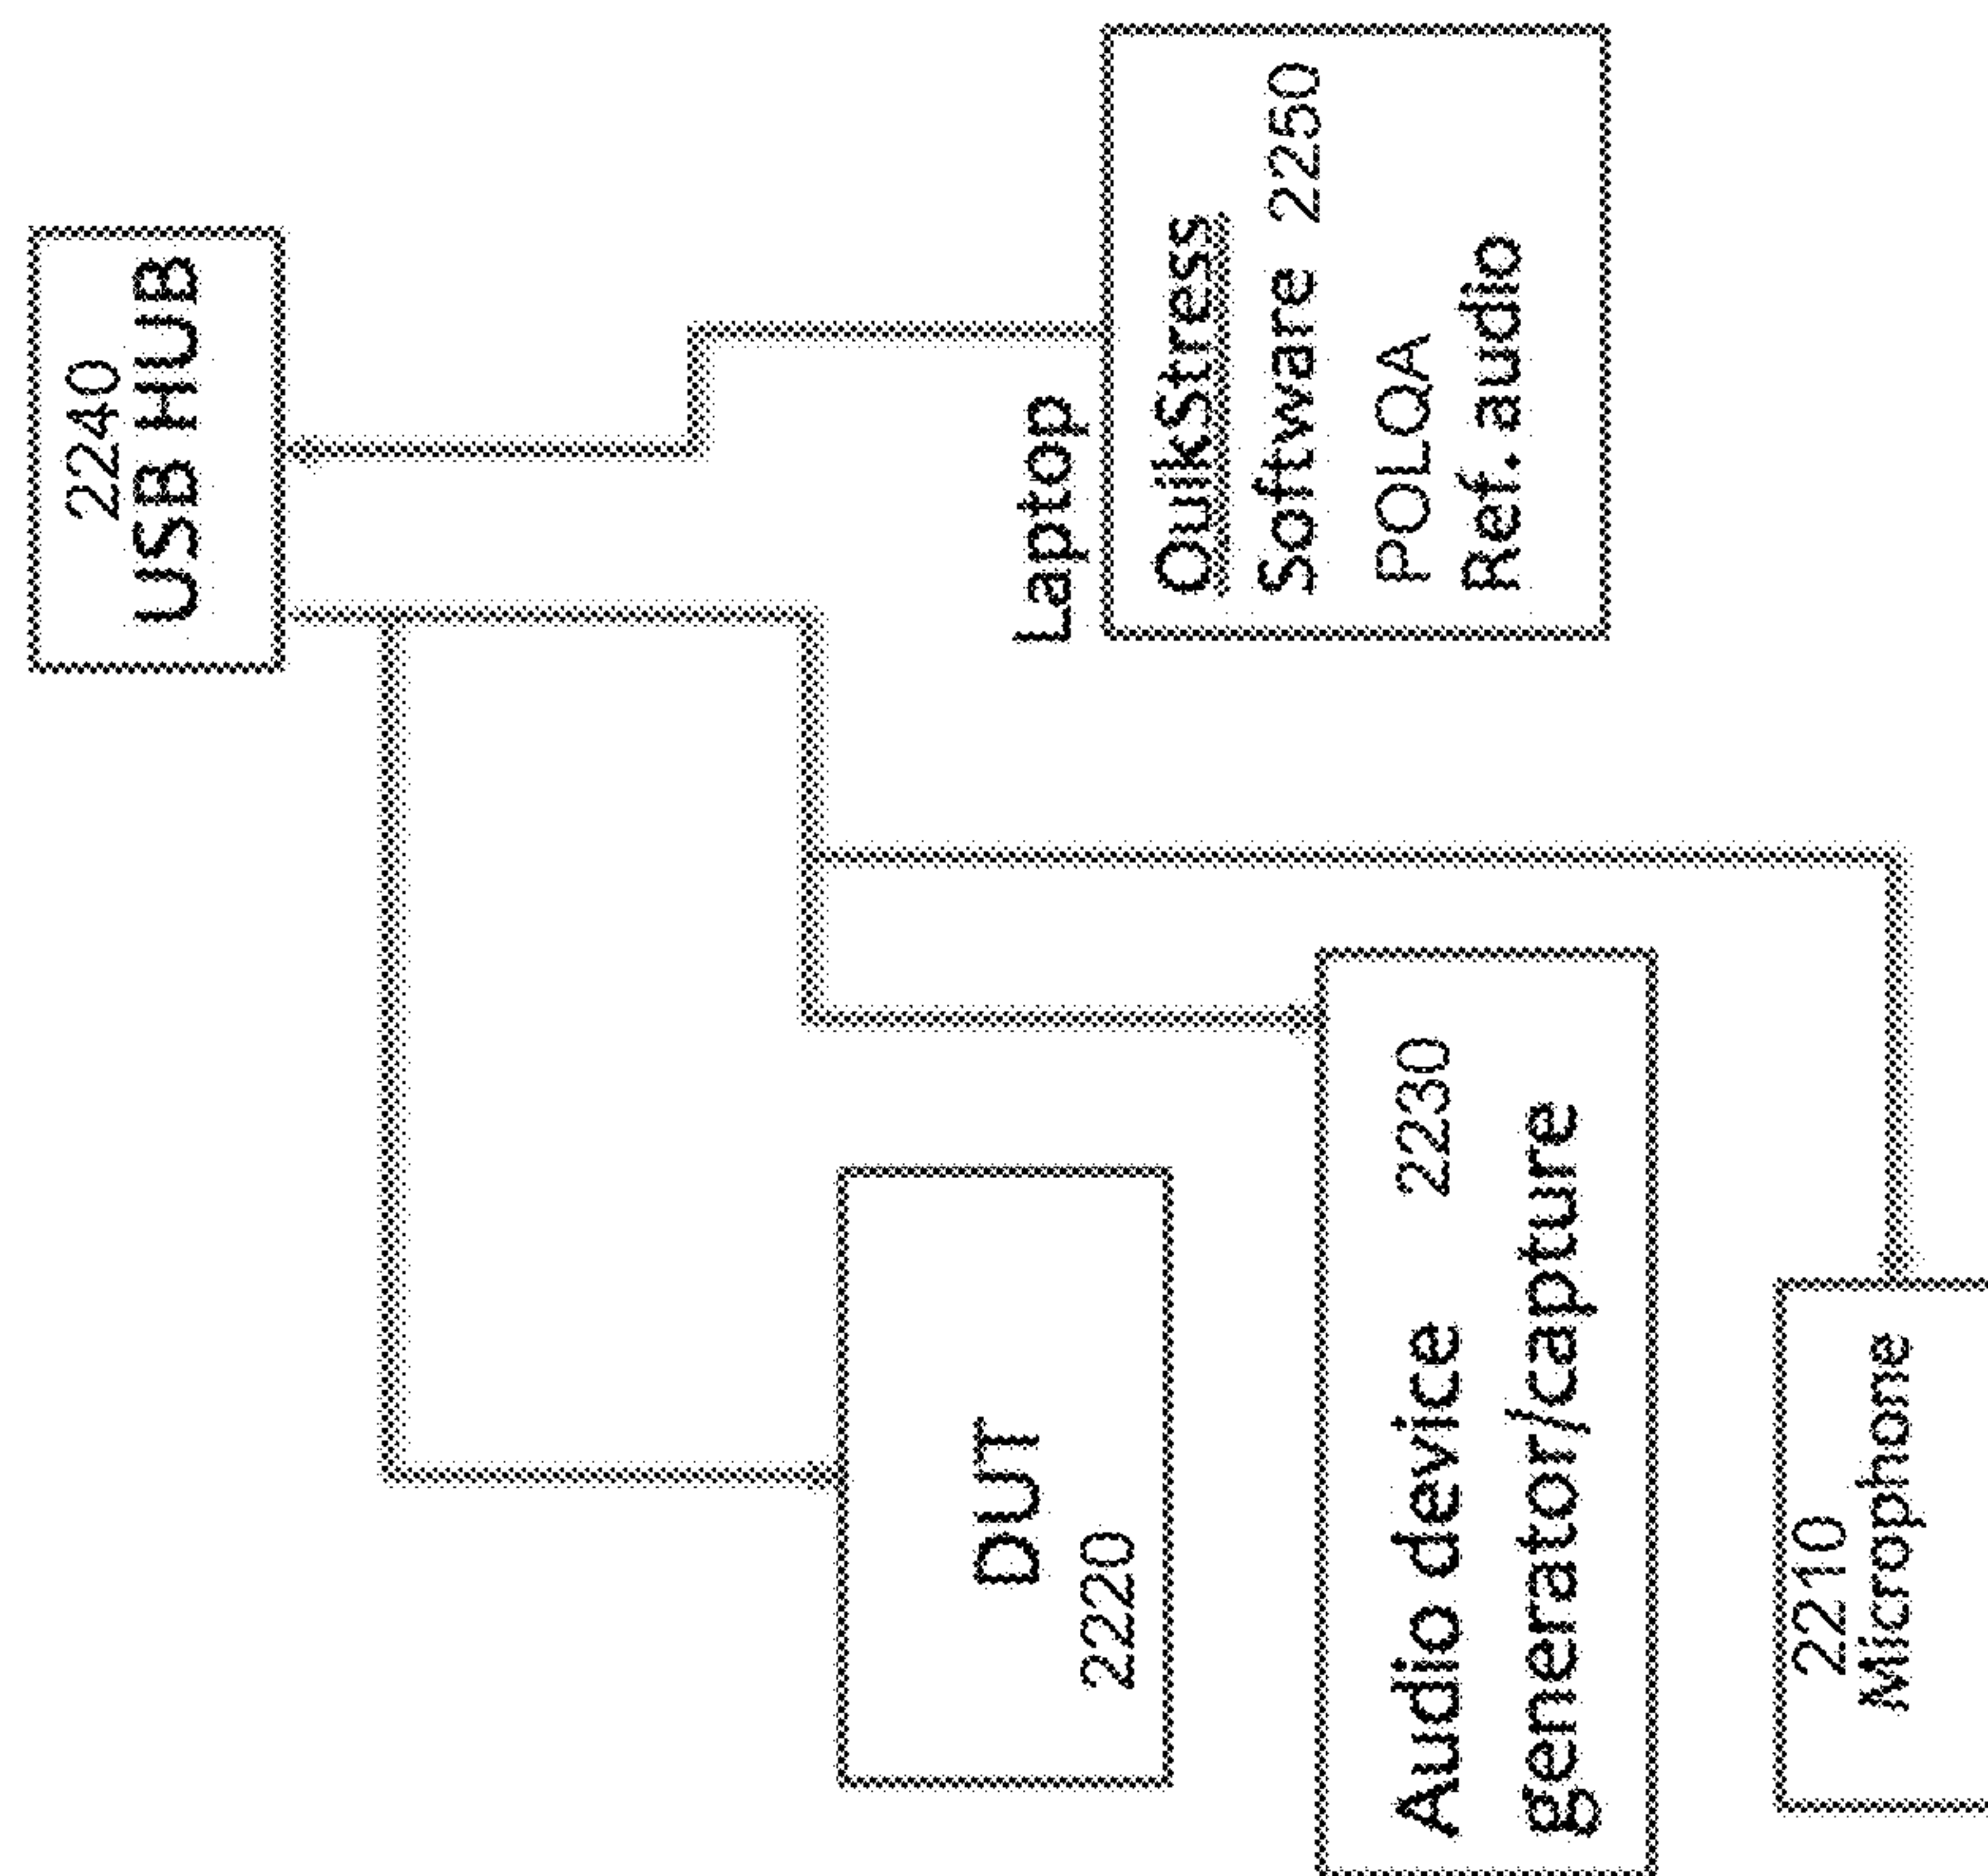 2240
USB HUB
Laptop
QuikStress
Software 2250
POLQA
Ref. audio
DUT
2220
Audio device 2230
generator/capture
2210
Microphone